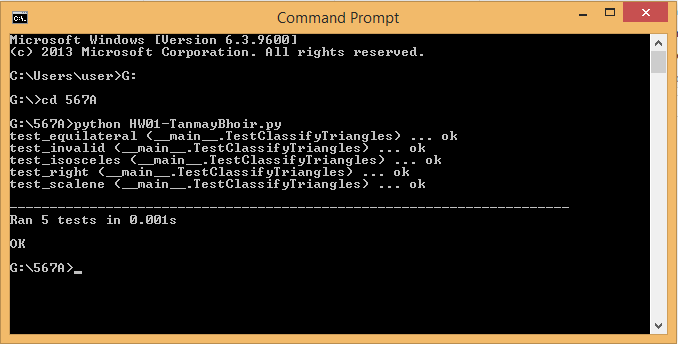 Command Prompt
Microsoft Windows [Version 6.3.9600]
(c) 2013 Microsoft Corporation. All rights reserved.
C:\Users\user>G:
G:\>cd 567A
G:\567A>python HW01-TanmayBhoir.py
test_equilateral (__main__.TestClassifyTriangles) ... ok
test_invalid (__main__.TestClassifyTriangles) ... ok
test_isosceles (__main__.TestClassifyTriangles) ... ok
test_right (__main__.TestClassifyTriangles) ... ok
test_scalene (__main__.TestClassifyTriangles) ... ok
----------------------------------------------------------------------
Ran 5 tests in 0.001s
OK
G:\567A>_